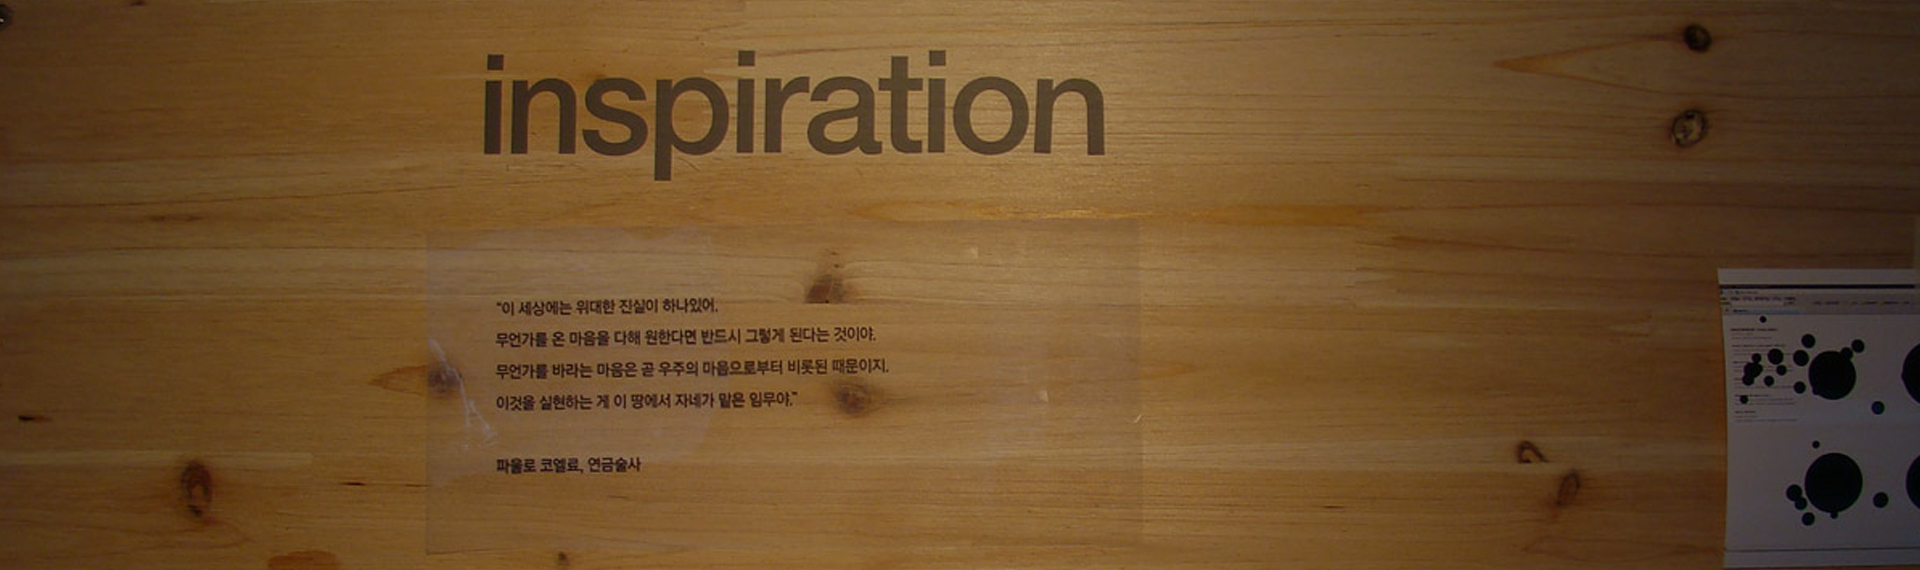 inspiration
“이 세상에는 위대한 진실이 하나있어.
무언가를 온 마음을 다해 원한다면 반드시 그렇게 된다는 것이야.
무언가를 바라는 마음은 곧 우주의 마음으로부터 비롯된 때문이지.
이것을 실현하는 게 이 땅에서 자네가 맡은 임무야.”
파울로 코엘료, 연금술사